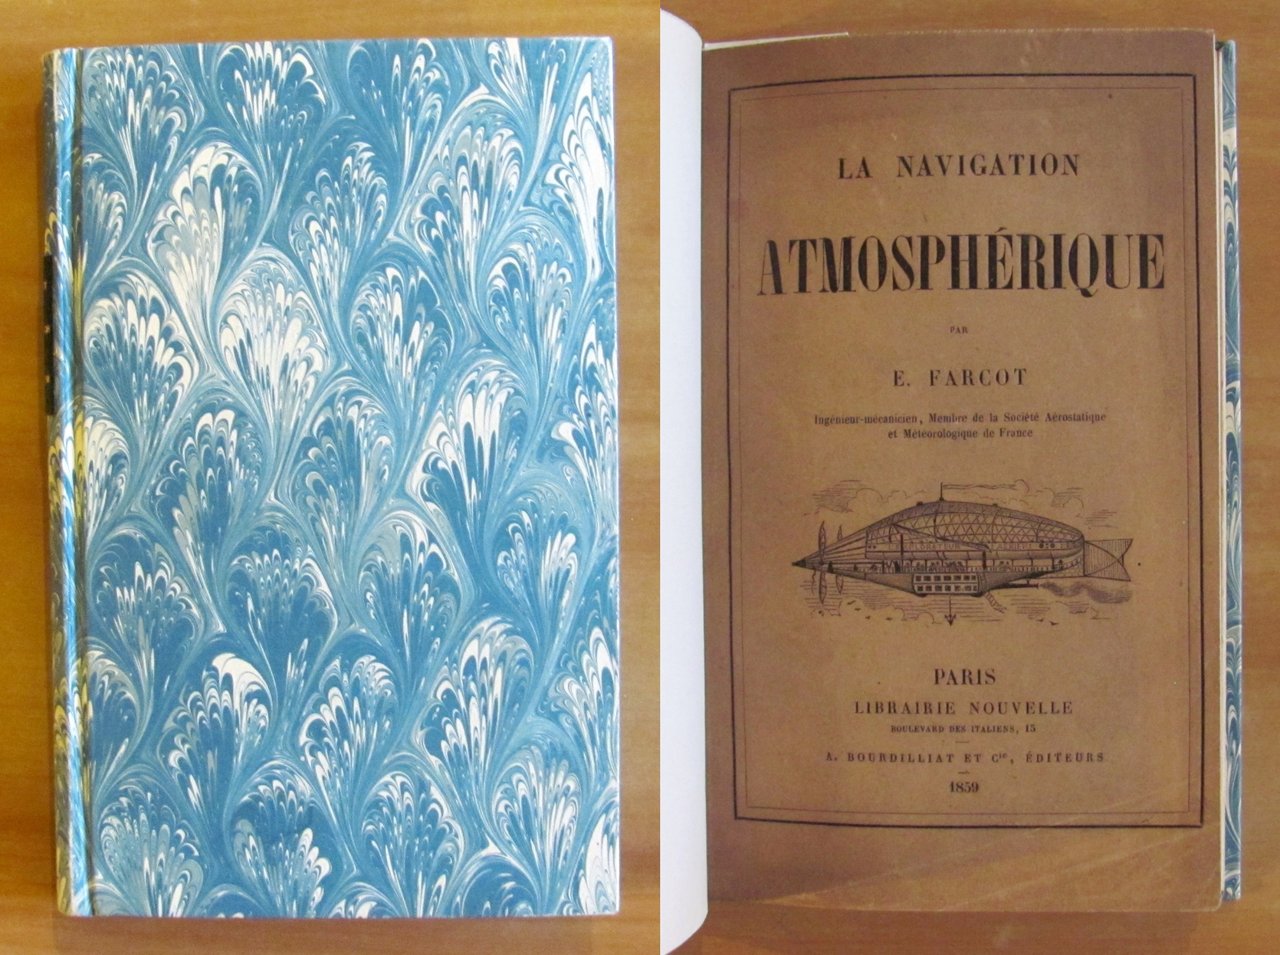 LA NAVIGATION
ATMOSPHÉRIQUE
PAR
E. FARCOT
Ingénieur-mécanicien, Membre de la Société Aérostatique
et Météorologique de France
PARIS
LIBRAIRIE NOUVELLE
BOULEVARD DES ITALIENS, 15
A. BOURDILLIAT ET Cie, ÉDITEURS
1859